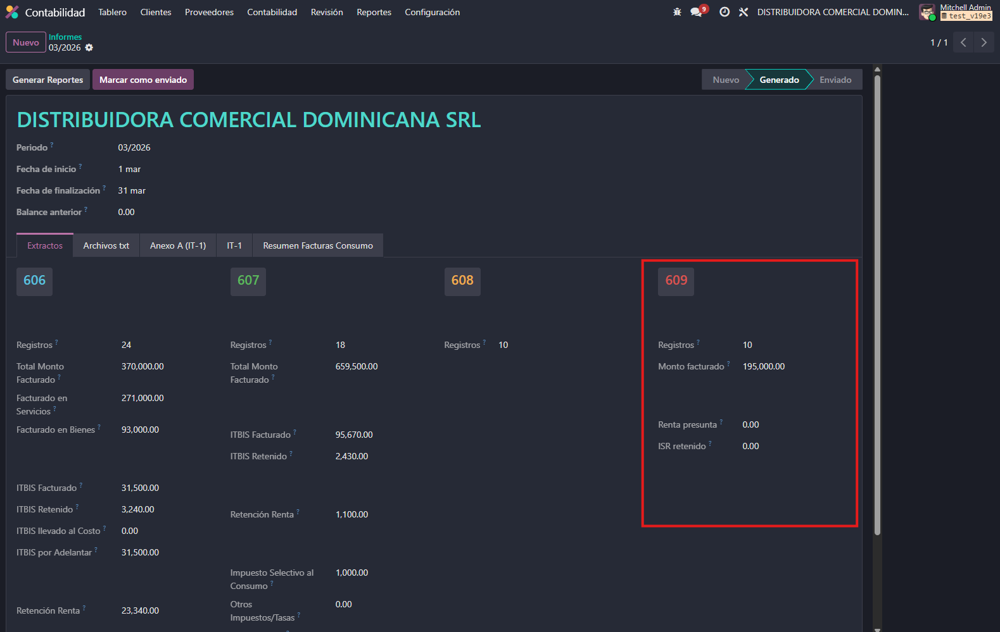 Contabilidad Tablero Clientes Proveedores Contabilidad Revisión Reportes Configuración 9 DISTRIBUIDORA COMERCIAL DOMIN... Mitchell Admin
test_v19e3
Nuevo Informes
03/2026
1 / 1
Generar Reportes Marcar como enviado Nuevo Generado Enviado
DISTRIBUIDORA COMERCIAL DOMINICANA SRL
Periodo ? 03/2026
Fecha de inicio ? 1 mar
Fecha de finalización ? 31 mar
Balance anterior ? 0.00
Extractos Archivos txt Anexo A (IT-1) IT-1 Resumen Facturas Consumo
606
Registros ? 24
Total Monto
Facturado ? 370,000.00
Facturado en
Servicios ? 271,000.00
Facturado en Bienes ? 93,000.00
ITBIS Facturado ? 31,500.00
ITBIS Retenido ? 3,240.00
ITBIS llevado al Costo ? 0.00
ITBIS por Adelantar ? 31,500.00
Retención Renta ? 23,340.00
607
Registros ? 18
Total Monto
Facturado ? 659,500.00
ITBIS Facturado ? 95,670.00
ITBIS Retenido ? 2,430.00
Retención Renta ? 1,100.00
Impuesto Selectivo al
Consumo ? 1,000.00
Otros
Impuestos/Tasas ? 0.00
608
Registros ? 10
609
Registros ? 10
Monto facturado ? 195,000.00
Renta presunta ? 0.00
ISR retenido ? 0.00